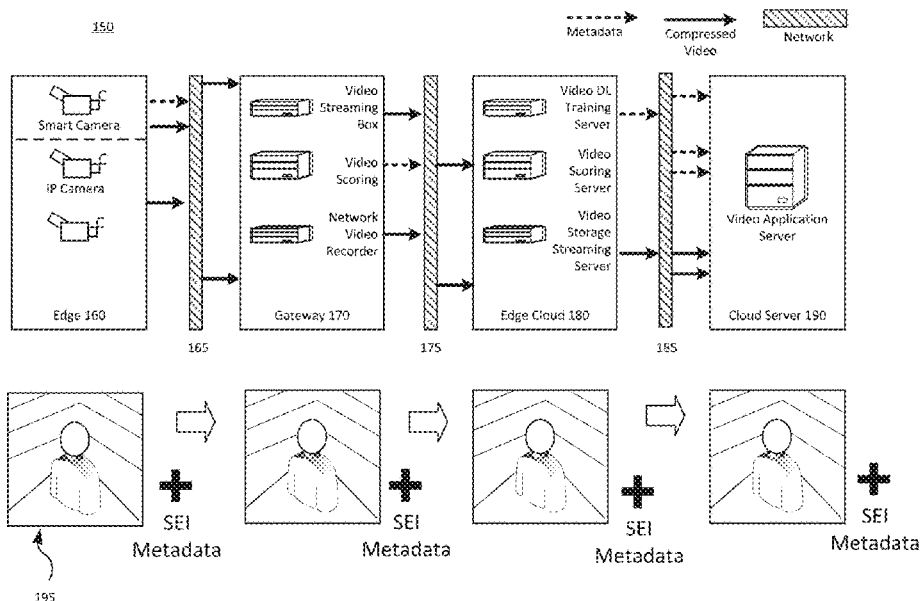 150
Metadata
Compressed
Video
Network
Smart Camera
IP Camera
Edge 160
165
Video
Streaming
Box
Video
Scoring
Network
Video
Recorder
Gateway 170
175
Video DL
Training
Server
Video
Scoring
Server
Video
Storage
Streaming
Server
Edge Cloud 180
185
Video Application
Server
Cloud Server 190
SEI
Metadata
SEI
Metadata
SEI
Metadata
SEI
Metadata
195